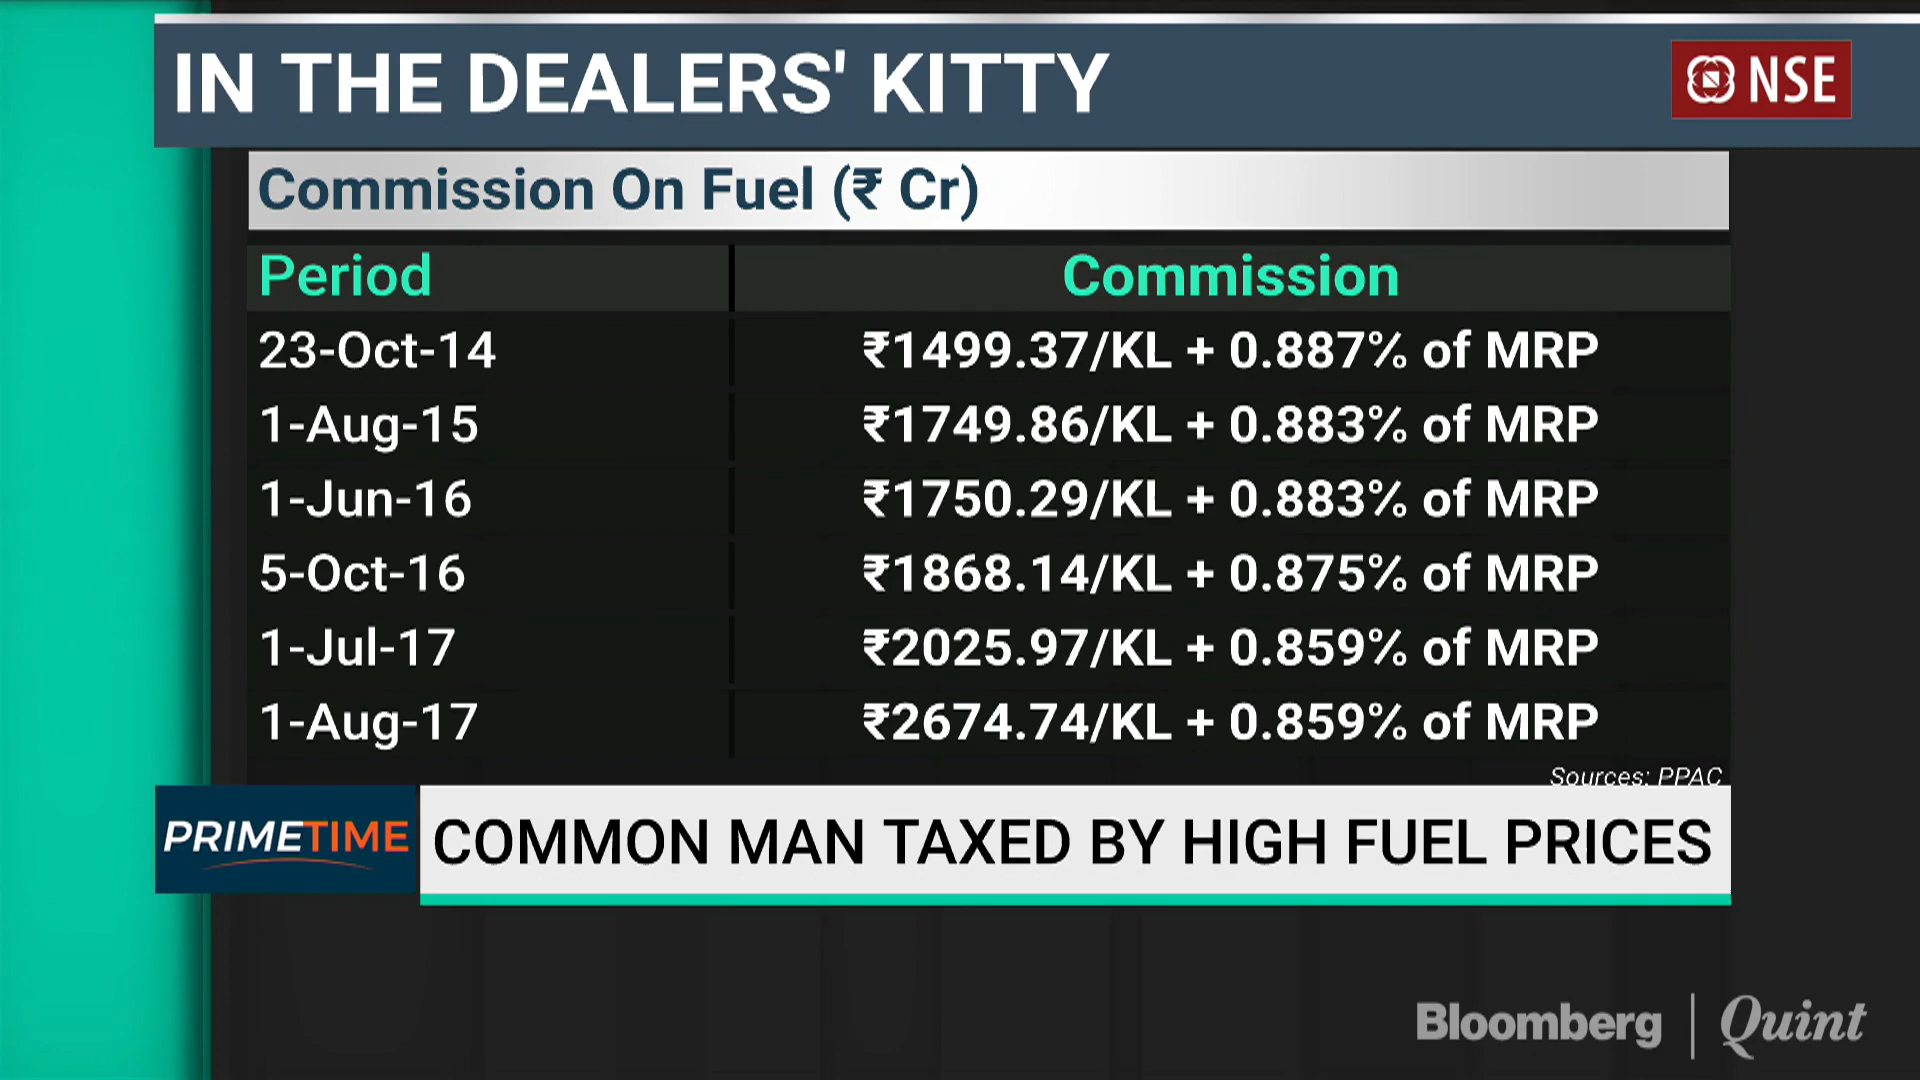 IN THE DEALERS' KITTY
NSE
Commission On Fuel (₹ Cr)
Period Commission
23-Oct-14 ₹1499.37/KL + 0.887% of MRP
1-Aug-15 ₹1749.86/KL + 0.883% of MRP
1-Jun-16 ₹1750.29/KL + 0.883% of MRP
5-Oct-16 ₹1868.14/KL + 0.875% of MRP
1-Jul-17 ₹2025.97/KL + 0.859% of MRP
1-Aug-17 ₹2674.74/KL + 0.859% of MRP
Sources: PPAC
PRIMETIME COMMON MAN TAXED BY HIGH FUEL PRICES
Bloomberg | Quint